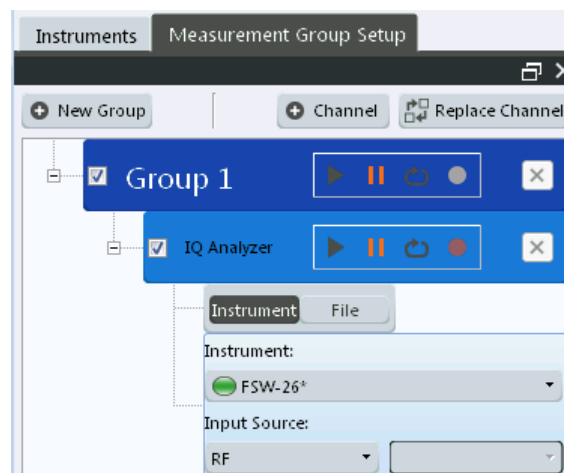 Instruments Measurement Group Setup
New Group Channel Replace Channel
Group 1
IQ Analyzer
Instrument File
Instrument:
FSW-26*
Input Source:
RF